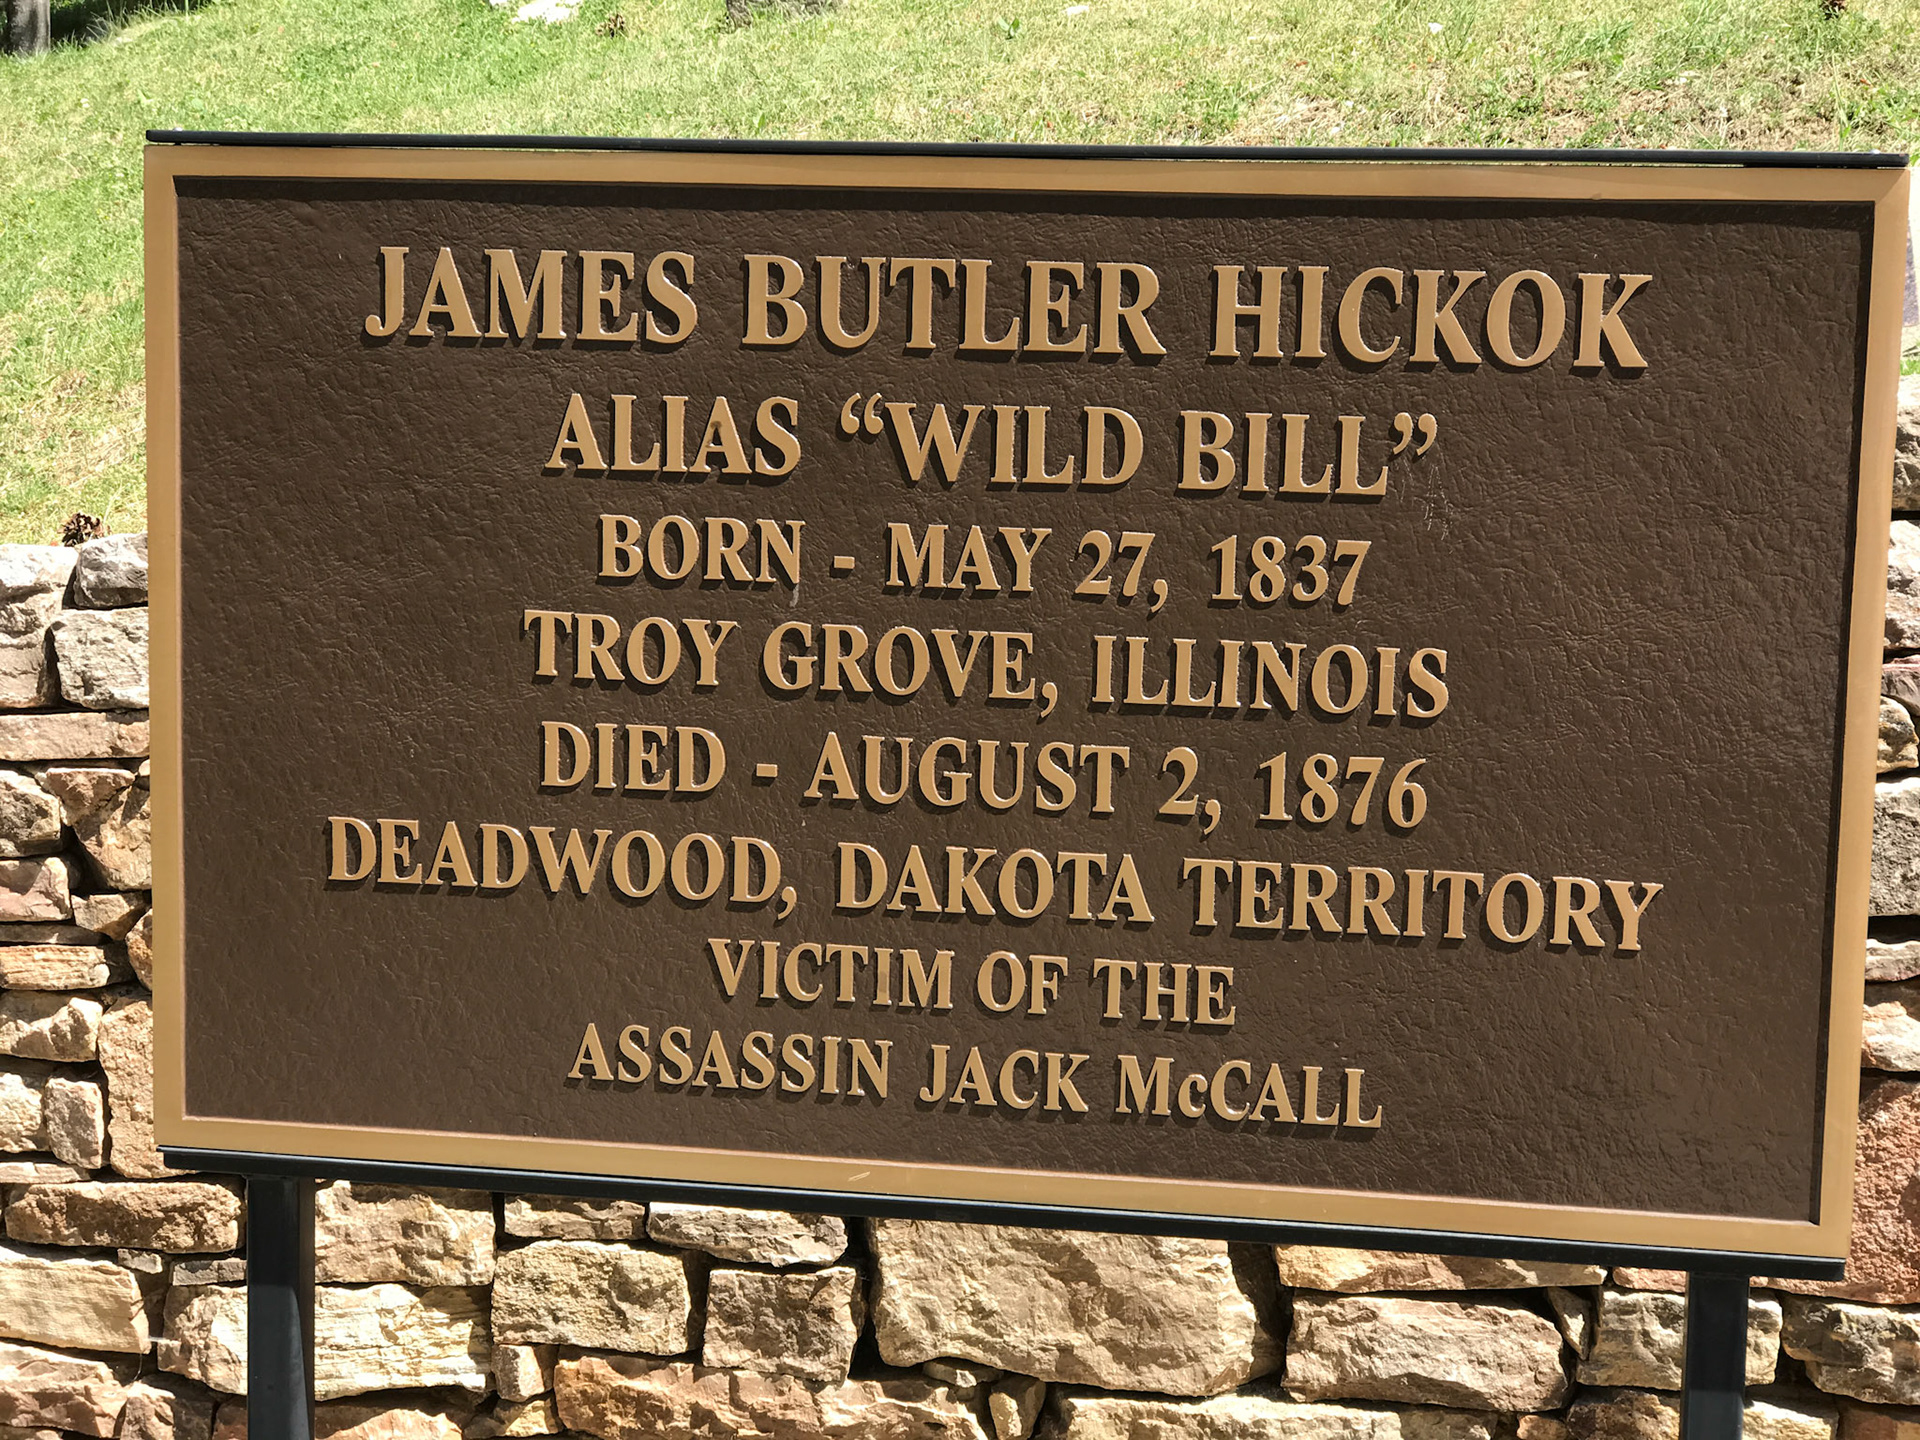 JAMES BUTLER HICKOK
ALIAS “WILD BILL”
BORN - MAY 27, 1837
TROY GROVE, ILLINOIS
DIED - AUGUST 2, 1876
DEADWOOD, DAKOTA TERRITORY
VICTIM OF THE
ASSASSIN JACK McCALL